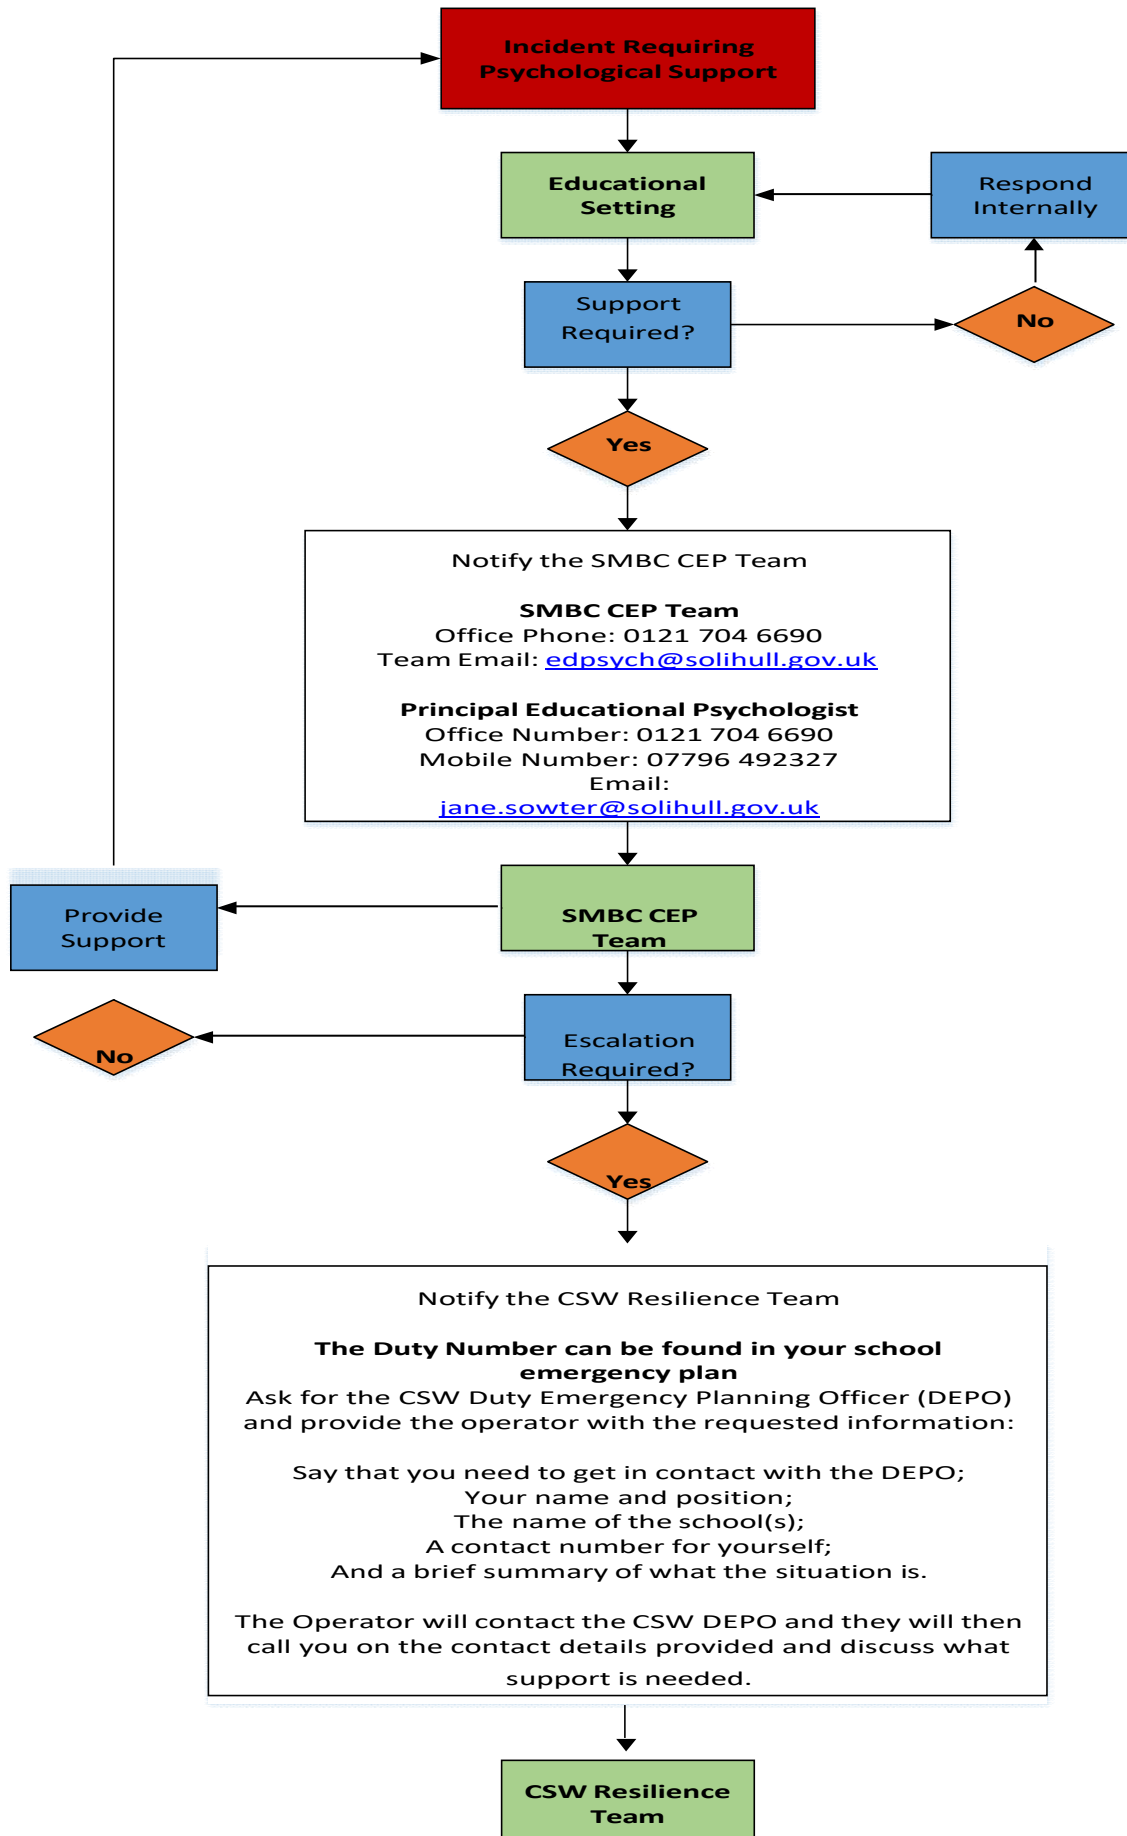 Incident Requiring
Psychological Support
Educational
Setting
Respond
Internally
Support
Required?
No
Yes
Notify the SMBC CEP Team
SMBC CEP Team
Office Phone: 0121 704 6690
Team Email: edpsych@solihull.gov.uk
Principal Educational Psychologist
Office Number: 0121 704 6690
Mobile Number: 07796 492327
Email:
jane.sowter@solihull.gov.uk
Provide
Support
SMBC CEP
Team
No
Escalation
Required?
Yes
Notify the CSW Resilience Team
The Duty Number can be found in your school
emergency plan
Ask for the CSW Duty Emergency Planning Officer (DEPO)
and provide the operator with the requested information:
Say that you need to get in contact with the DEPO;
Your name and position;
The name of the school(s);
A contact number for yourself;
And a brief summary of what the situation is.
The Operator will contact the CSW DEPO and they will then
call you on the contact details provided and discuss what
support is needed.
CSW Resilience
Team